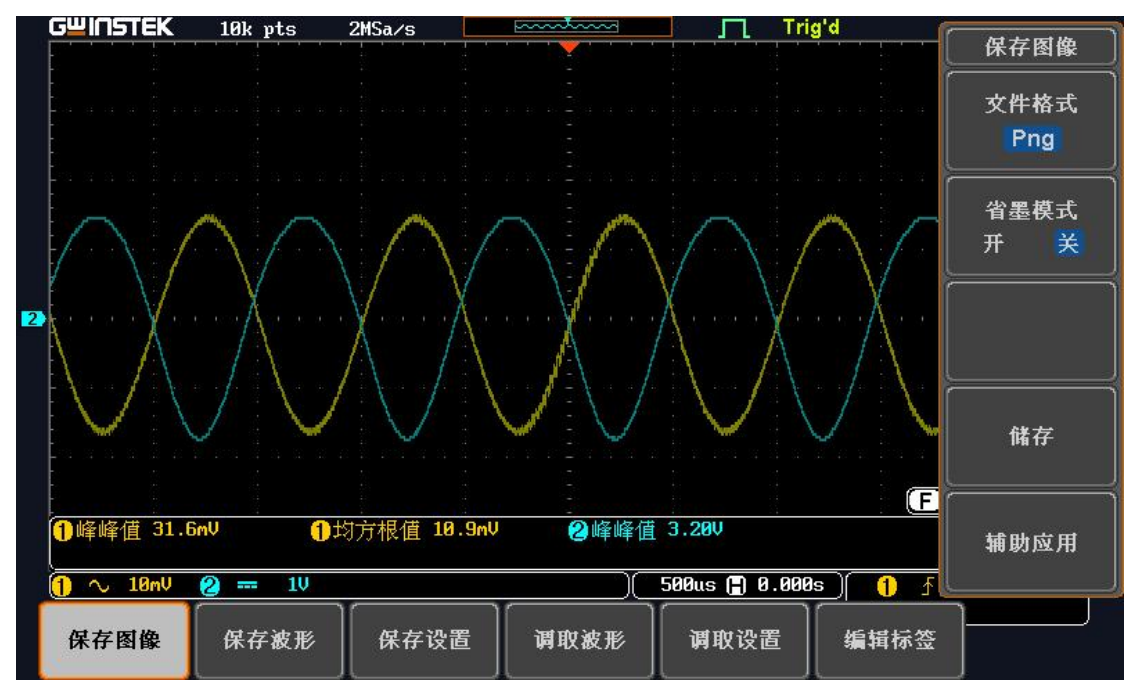 GWINSTEK 10k pts 2MSa/s Trig'd
保存图像
文件格式
Png
省墨模式
开 关
2
储存
F
①峰峰值 31.6mV ①均方根值 10.9mV ②峰峰值 3.20V
辅助应用
① 10mV ② 1V 500us H 0.000s ①
保存图像 保存波形 保存设置 调取波形 调取设置 编辑标签